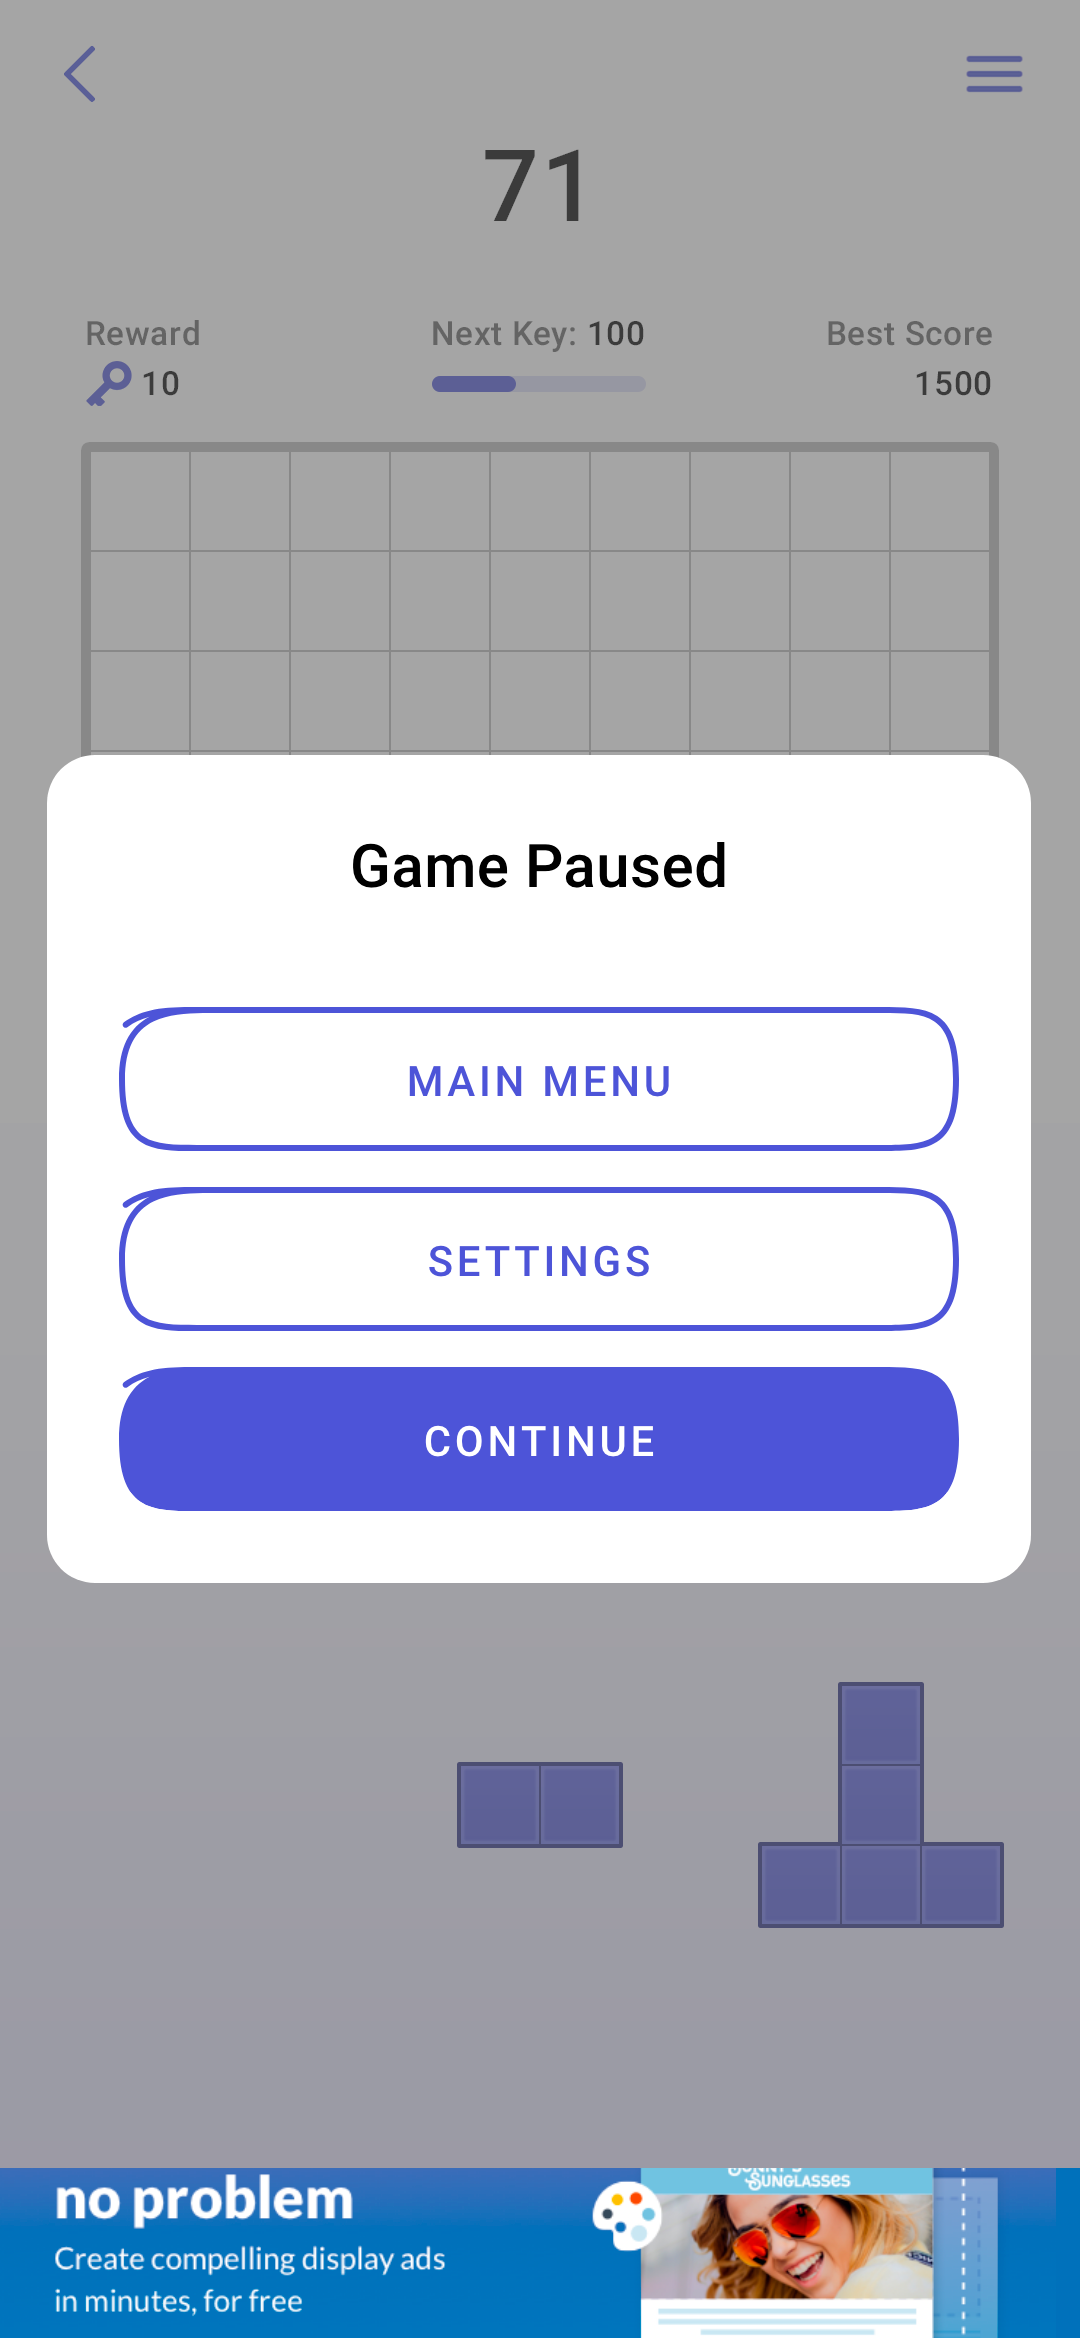 71
Reward
Next Key: 100
Best Score
10
1500
Game Paused
MAIN MENU
SETTINGS
CONTINUE
no problem
Create compelling display ads
in minutes, for free
SUNGLASSES